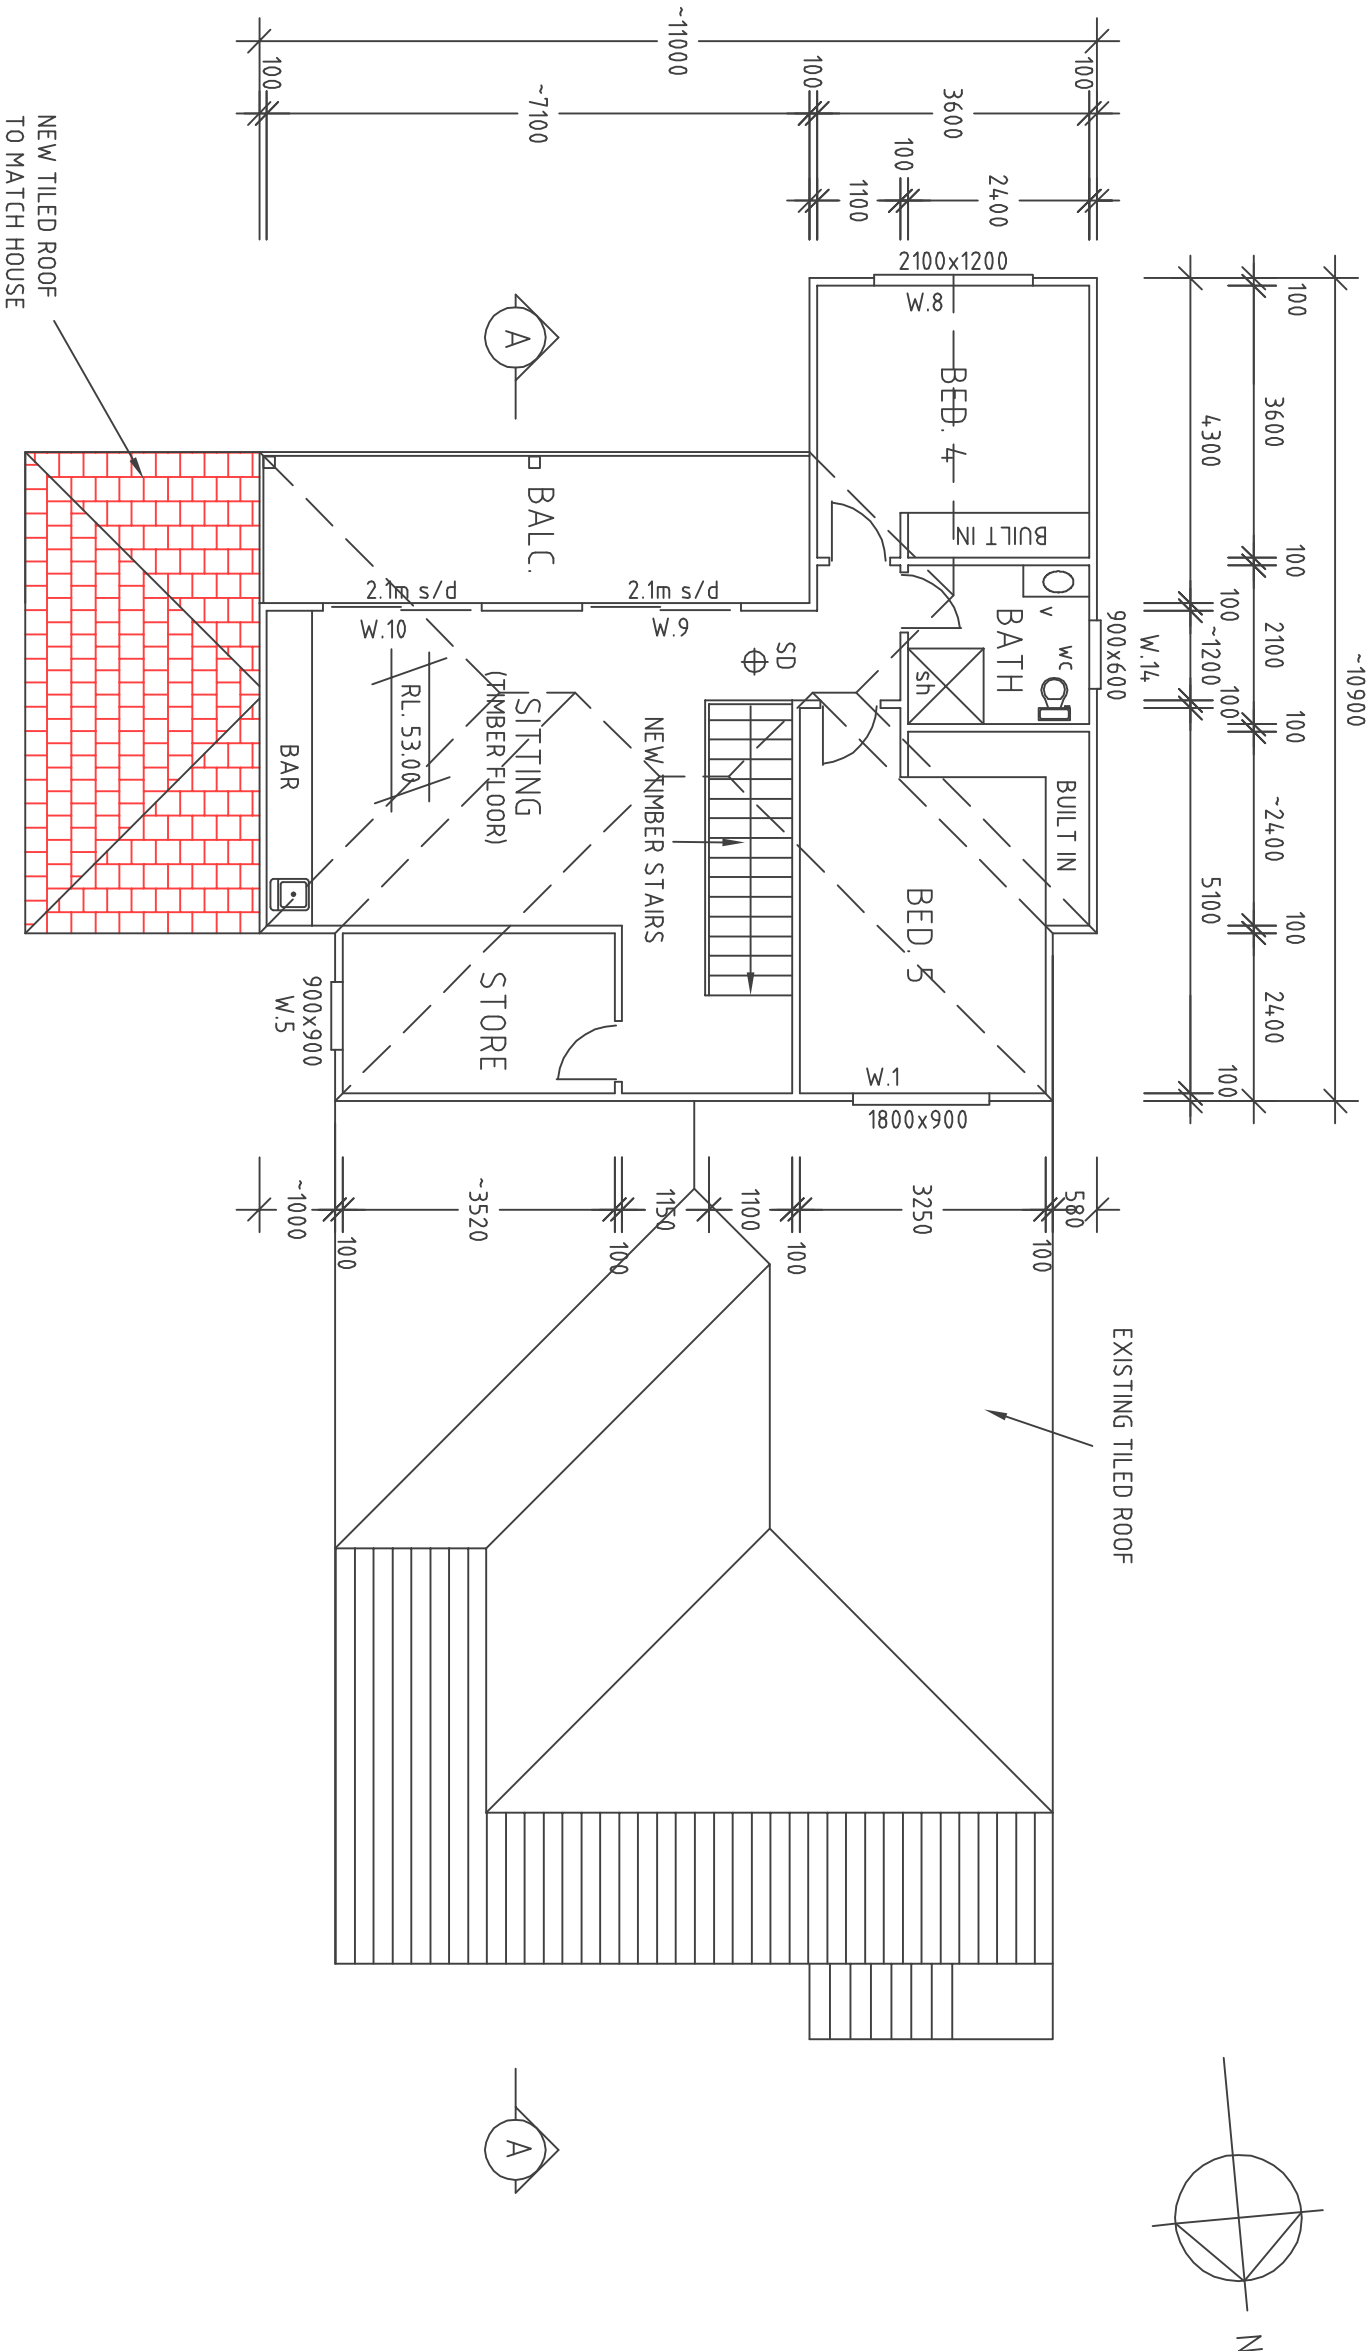 ~10900
100
3600
100
2100
100
~2400
100
2400
100
4300
100
~1200
100
5100
W.14
900x600
EXISTING TILED ROOF
580
100
3250
100
1100
1150
100
~3520
100
~1000
100
3600
100
~7100
100
~11000
2400
100
1100
2100x1200
W.8
BED. 4
BUILT IN
BATH
v
wc
sh
BUILT IN
BED. 5
W.1
1800x900
SD
NEW TIMBER STAIRS
BALC.
2.1m s/d
W.9
2.1m s/d
W.10
SITTING
(TIMBER FLOOR)
RL. 53.00
BAR
STORE
900x900
W.5
A
A
NEW TILED ROOF
TO MATCH HOUSE
N